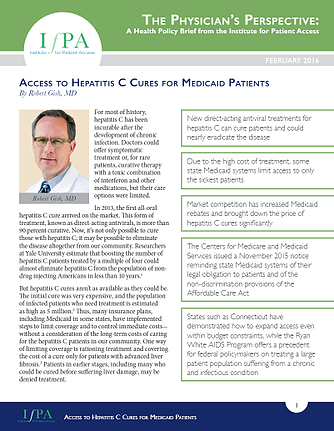 THE PHYSICIAN'S PERSPECTIVE:
A Health Policy Brief from the Institute for Patient Access
IfPA
Institute for Patient Access
FEBRUARY 2016
ACCESS TO HEPATITIS C CURES FOR MEDICAID PATIENTS
By Robert Gish, MD
Robert Gish, MD
For most of history,
hepatitis C has been
incurable after the
development of chronic
infection. Doctors could
offer symptomatic
treatment or, for rare
patients, curative therapy
with a toxic combination
of interferon and other
medications, but their care
options were limited.
In 2013, the first all-oral
hepatitis C cure arrived on the market. This form of
treatment, known as direct-acting antivirals, is more than
90 percent curative. Now, it's not only possible to cure
those with hepatitis C; it may be possible to eliminate
the disease altogether from our community. Researchers
at Yale University estimate that boosting the number of
hepatitis C patients treated by a multiple of four could
almost eliminate hepatitis C from the population of non-
drug injecting Americans in less than 10 years.
But hepatitis C cures aren't as available as they could be.
The initial cure was very expensive, and the population
of infected patients who need treatment is estimated
as high as 5 million. Thus, many insurance plans,
including Medicaid in some states, have implemented
steps to limit coverage and to control immediate costs—
without a consideration of the long-term costs of caring
for the hepatitis C patients in our community. One way
of limiting coverage is rationing treatment and covering
the cost of a cure only for patients with advanced liver
fibrosis. Patients in earlier stages, including many who
could be cured before suffering liver damage, may be
denied treatment.
New direct-acting antiviral treatments for
hepatitis C can cure patients and could
nearly eradicate the disease
Due to the high cost of treatment, some
state Medicaid systems limit access to only
the sickest patients
Market competition has increased Medicaid
rebates and brought down the price of
hepatitis C cures significantly
The Centers for Medicare and Medicaid
Services issued a November 2015 notice
reminding state Medicaid systems of their
legal obligation to patients and of the
non-discrimination provisions of the
Affordable Care Act
States such as Connecticut have
demonstrated how to expand access even
within budget constraints, while the Ryan
White AIDS Program offers a precedent
for federal policymakers on treating a large
patient population suffering from a chronic
and infectious condition
1
IfPA
ACCESS TO HEPATITIS C CURES FOR MEDICAID PATIENTS